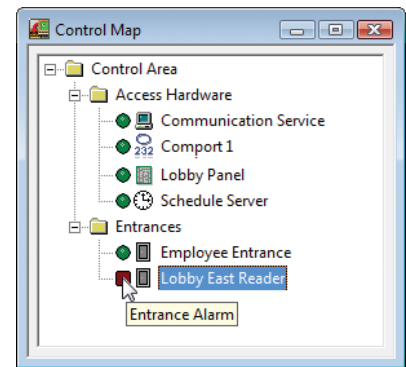 Control Map
Control Area
Access Hardware
Communication Service
232 Comport 1
Lobby Panel
Schedule Server
Entrances
Employee Entrance
Lobby East Reader
Entrance Alarm